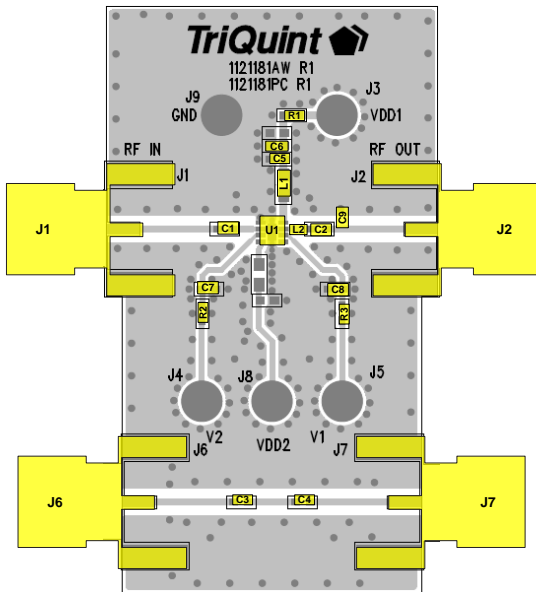 TriQuint
1121181AW R1
1121181PC R1
J9
GND
J3
VDD1
R1
C6
C5
L1
RF IN
J1
RF OUT
J2
J1
J2
C1
U1
L2
C2
C9
C7
R2
C8
R3
J4
V2
J8
VDD2
J5
V1
J6
J7
J6
J7
C3
C4